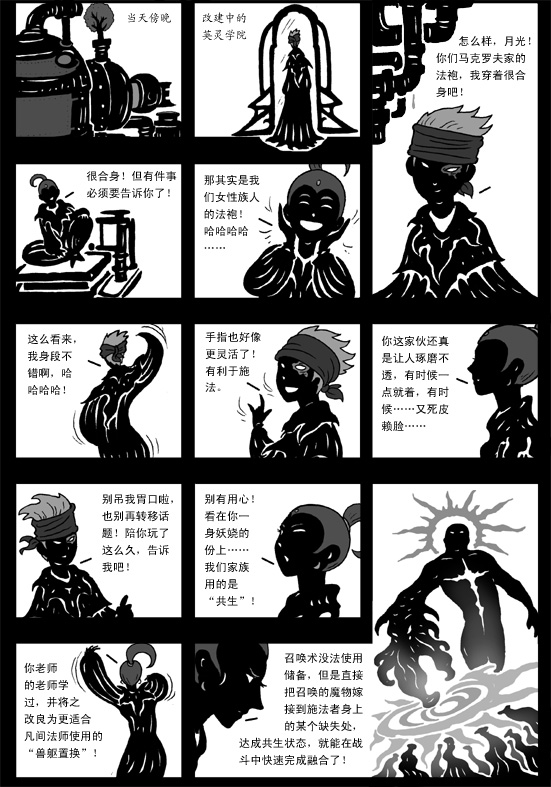 当天傍晚
改建中的
英灵学院
怎么样，月光！
你们马克罗夫家的
法袍，我穿着很合
身吧！
很合身！但有件事
必须要告诉你了！
那其实是我
们女性族人
的法袍！
哈哈哈哈
……
这么看来，
我身段不
错啊，哈
哈哈哈！
手指也好像
更灵活了！
有利于施
法。
你这家伙还真
是让人琢磨不
透，有时候一
点就着，有时
候……又死皮
赖脸……
别吊我胃口啦，
也别再转移话
题！陪你玩了
这么久，告诉
我吧！
别有用心！
看在你一
身妖娆的
份上……
我们家族
用的是
“共生”！
你老师
的老师学
过，并将之
改良为更适合
凡间法师使用的
“兽躯置换”！
召唤术没法使用
储备，但是直接
把召唤的魔物嫁
接到施法者身上
的某个缺失处，
达成共生状态，就能在战
斗中快速完成融合了！